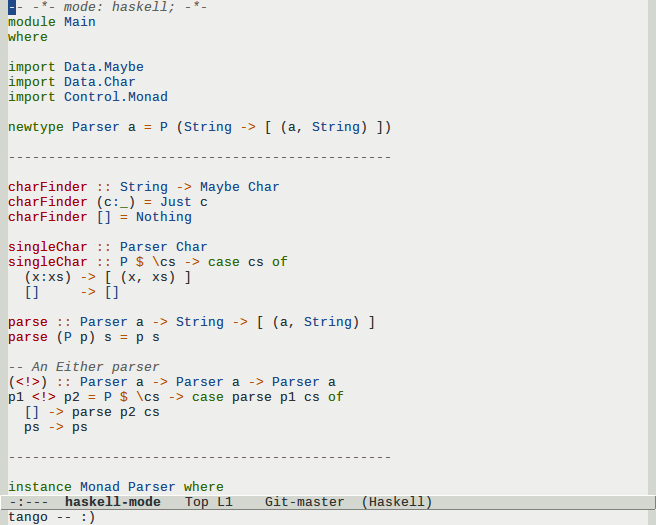 -- -*- mode: haskell; -*-
module Main
where

import Data.Maybe
import Data.Char
import Control.Monad

newtype Parser a = P (String -> [ (a, String) ])

------------------------------------------------

charFinder :: String -> Maybe Char
charFinder (c:_) = Just c
charFinder [] = Nothing

singleChar :: Parser Char
singleChar :: P $ \cs -> case cs of
  (x:xs) -> [ (x, xs) ]
  []     -> []

parse :: Parser a -> String -> [ (a, String) ]
parse (P p) s = p s

-- An Either parser
(<!>) :: Parser a -> Parser a -> Parser a
p1 <!> p2 = P $ \cs -> case parse p1 cs of
  [] -> parse p2 cs
  ps -> ps

------------------------------------------------

instance Monad Parser where
-:---  haskell-mode   Top L1    Git-master  (Haskell)
tango -- :)